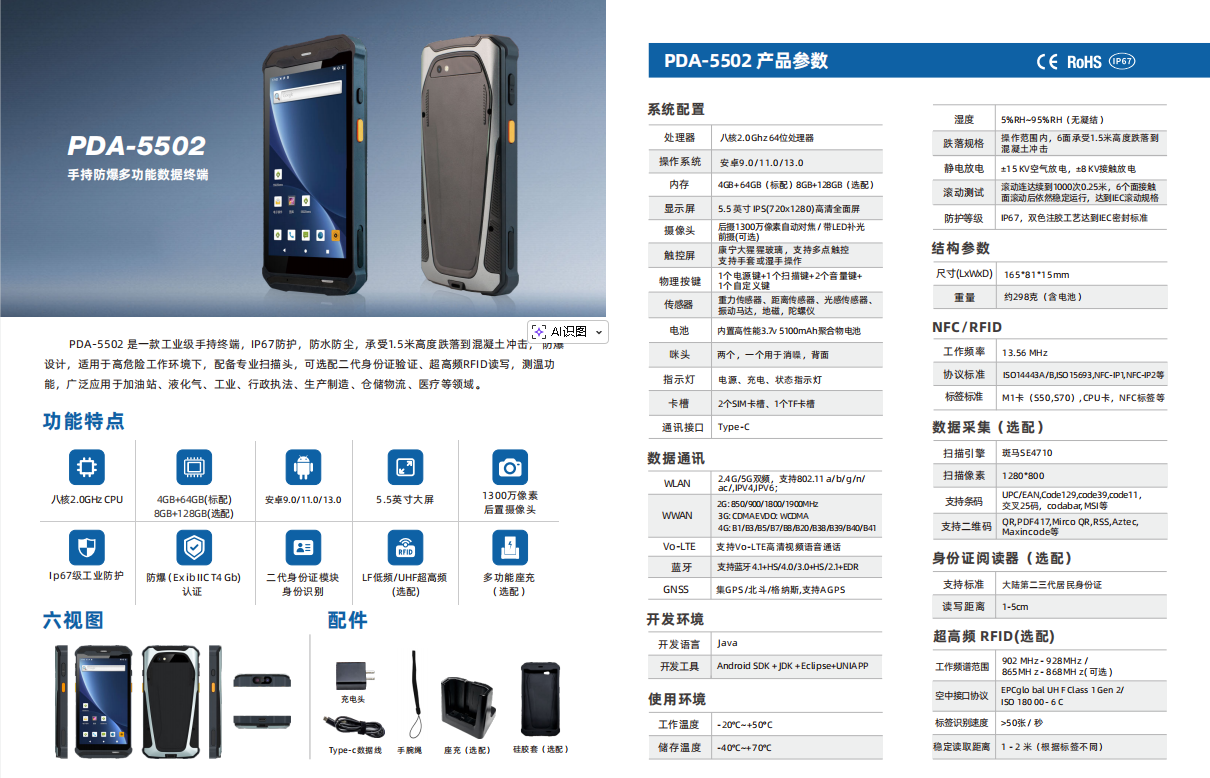 PDA-5502
手持防爆多功能数据终端
AI识图
PDA-5502 是一款工业级手持终端，IP67防护，防水防尘，承受1.5米高度跌落到混凝土冲击，防爆
设计，适用于高危险工作环境下，配备专业扫描头，可选配二代身份证验证、超高频RFID读写，测温功
能，广泛应用于加油站、液化气、工业、行政执法、生产制造、仓储物流、医疗等领域。
功能特点
八核2.0GHz CPU
4GB+64GB(标配)
8GB+128GB(选配)
安卓9.0/11.0/13.0
5.5英寸大屏
1300万像素
后置摄像头
Ip67级工业防护
防爆 (Ex ib IIC T4 Gb)
认证
二代身份证模块
身份识别
RFID
LF低频/UHF超高频
(选配)
多功能座充
(选配)
六视图
配件
充电头
Type-c数据线
手腕绳
座充（选配）
硅胶套（选配）
PDA-5502 产品参数
CE RoHS IP67
系统配置
处理器 八核2.0Ghz 64位处理器
操作系统 安卓9.0/11.0/13.0
内存 4GB+64GB（标配）8GB+128GB（选配）
显示屏 5.5 英寸 IPS(720x1280)高清全面屏
摄像头 后摄1300万像素自动对焦 / 带LED补光
前摄(可选)
触控屏 康宁大猩猩玻璃，支持多点触控
支持手套或湿手操作
物理按键 1个电源键+1个扫描键+2个音量键+
1个自定义键
传感器 重力传感器、距离传感器、光感传感器、
振动马达，地磁，陀螺仪
电池 内置高性能3.7v 5100mAh聚合物电池
咪头 两个，一个用于消噪，背面
指示灯 电源、充电、状态指示灯
卡槽 2个SIM卡槽、1个TF卡槽
通讯接口 Type-C
数据通讯
WLAN 2.4G/5G双频，支持802.11 a/b/g/n/
ac/,IPV4,IPV6；
WWAN 2G: 850/900/1800/1900MHz
3G: CDMA EVDO: WCDMA
4G: B1/B3/B5/B7/B8/B20/B38/B39/B40/B41
Vo-LTE 支持Vo-LTE高清视频语音通话
蓝牙 支持蓝牙4.1+HS/4.0/3.0+HS/2.1+EDR
GNSS 集GPS/北斗/格纳斯,支持AGPS
开发环境
开发语言 Java
开发工具 Android SDK + JDK + Eclipse+UNIAPP
使用环境
工作温度 -20℃~+50℃
储存温度 -40℃~+70℃
湿度 5%RH~95%RH（无凝结）
跌落规格 操作范围内，6面承受1.5米高度跌落到
混凝土冲击
静电放电 ±15 KV空气放电，±8 KV接触放电
滚动测试 滚动连达续到1000次0.25米，6个面接触
面滚动后依然稳定运行，达到IEC滚动规格
防护等级 IP67，双色注胶工艺达到IEC密封标准
结构参数
尺寸(LxWxD) 165*81*15mm
重量 约298克（含电池）
NFC/RFID
工作频率 13.56 MHz
协议标准 ISO14443A/B,ISO15693,NFC-IP1,NFC-IP2等
标签标准 M1卡（S50,S70）,CPU卡，NFC标签等
数据采集（选配）
扫描引擎 斑马SE4710
扫描像素 1280*800
支持条码 UPC/EAN,Code129,code39,code11,
交叉25码，codabar, MSI等
支持二维码 QR,PDF417,Mirco QR,RSS,Aztec,
Maxincode等
身份证阅读器（选配）
支持标准 大陆第二三代居民身份证
读写距离 1-5cm
超高频 RFID(选配)
工作频谱范围 902 MHz - 928MHz /
865MHz - 868MHz(可选)
空中接口协议 EPCglo bal UH F Class 1 Gen 2/
ISO 180 00 - 6 C
标签识别速度 >50张 / 秒
稳定读取距离 1 - 2 米（根据标签不同）